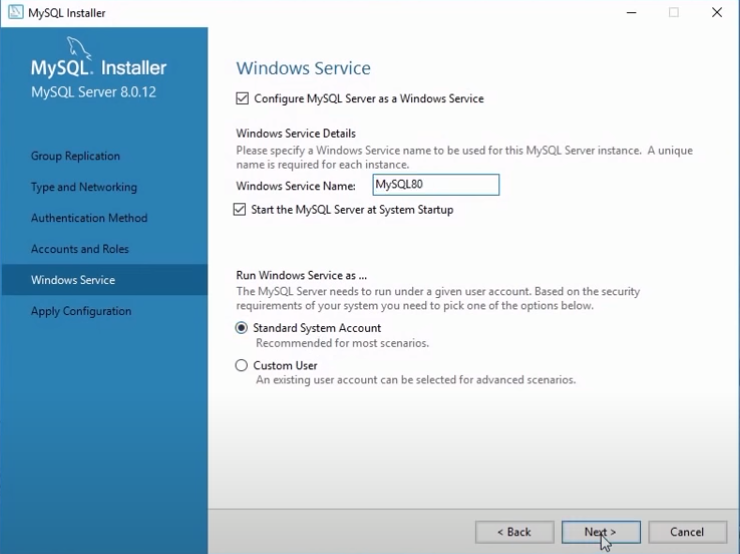 MySQL Installer
MySQL. Installer
MySQL Server 8.0.12
Group Replication
Type and Networking
Authentication Method
Accounts and Roles
Windows Service
Apply Configuration
Windows Service
Configure MySQL Server as a Windows Service
Windows Service Details
Please specify a Windows Service name to be used for this MySQL Server instance. A unique
name is required for each instance.
Windows Service Name: MySQL80
Start the MySQL Server at System Startup
Run Windows Service as ...
The MySQL Server needs to run under a given user account. Based on the security
requirements of your system you need to pick one of the options below.
Standard System Account
Recommended for most scenarios.
Custom User
An existing user account can be selected for advanced scenarios.
< Back Next > Cancel